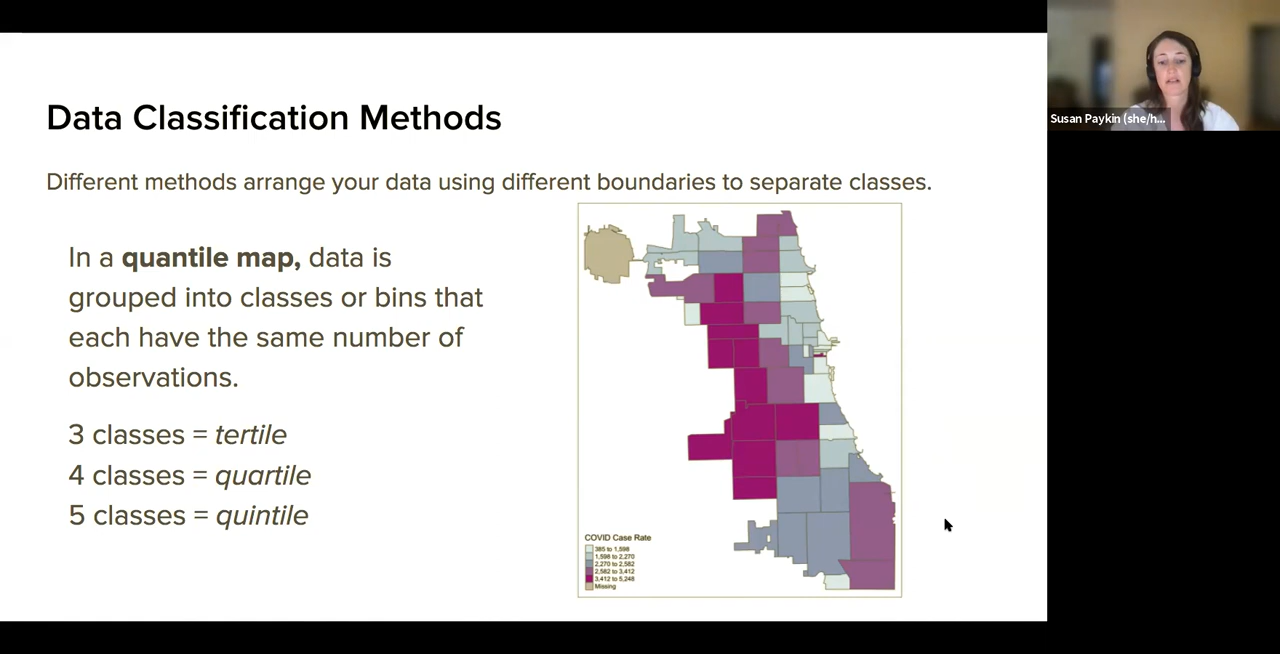 Data Classification Methods
Different methods arrange your data using different boundaries to separate classes.
In a quantile map, data is
grouped into classes or bins that
each have the same number of
observations.
3 classes = tertile
4 classes = quartile
5 classes = quintile
COVID Case Rate
385 to 1,598
1,598 to 2,270
2,270 to 2,582
2,582 to 3,412
3,412 to 5,248
Missing
Susan Paykin (she/h...